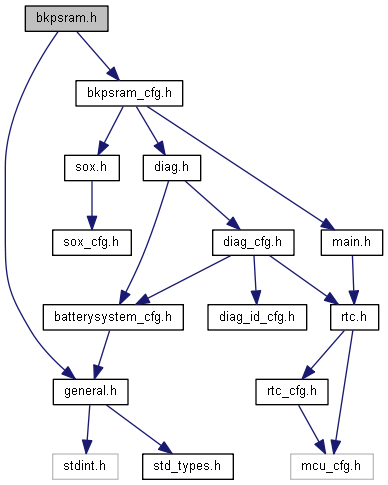 bkpsram.h
bkpsram_cfg.h
sox.h
diag.h
sox_cfg.h
diag_cfg.h
main.h
batterysystem_cfg.h
diag_id_cfg.h
rtc.h
general.h
rtc_cfg.h
stdint.h
std_types.h
mcu_cfg.h